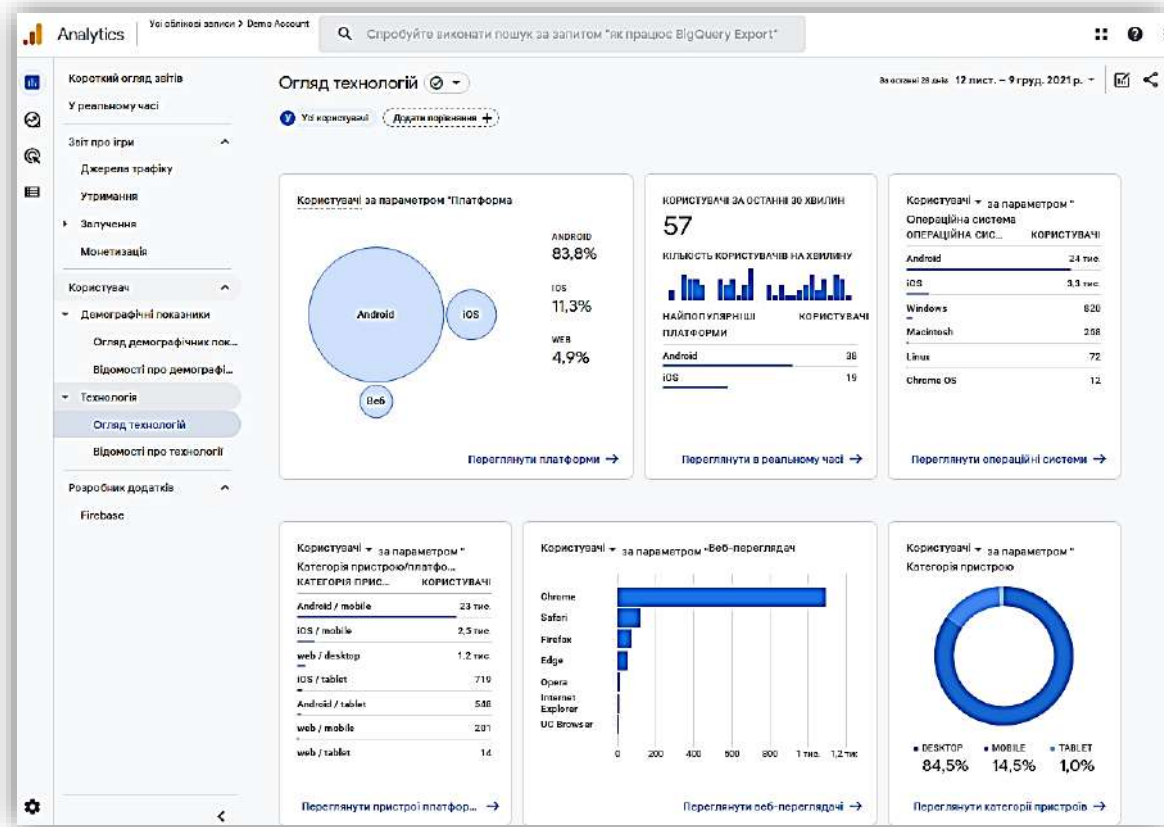 Analytics
Усі облікові записи > Demo Account
Спробуйте виконати пошук за запитом "як працює BigQuery Export"
Короткий огляд звітів
У реальному часі
Звіт про ігри
Джерела трафіку
Утримання
Залучення
Монетизація
Користувач
Демографічні показники
Огляд демографічних пок...
Відомості про демографі...
Технологія
Огляд технологій
Відомості про технології
Розробник додатків
Firebase
Огляд технологій
За останні 28 днів 12 лист. – 9 груд. 2021 р.
У Усі користувачі
Додати порівняння +
Користувачі за параметром "Платформа
Android
iOS
Веб
ANDROID
83,8%
IOS
11,3%
WEB
4,9%
Переглянути платформи →
КОРИСТУВАЧІ ЗА ОСТАННІ 30 ХВИЛИН
57
КІЛЬКІСТЬ КОРИСТУВАЧІВ НА ХВИЛИНУ
НАЙПОПУЛЯРНІШІ ПЛАТФОРМИ КОРИСТУВАЧІ
Android 38
iOS 19
Переглянути в реальному часі →
Користувачі за параметром "
Операційна система
ОПЕРАЦІЙНА СИС... КОРИСТУВАЧІ
Android 24 тис.
iOS 3,3 тис.
Windows 820
Macintosh 258
Linux 72
Chrome OS 12
Переглянути операційні системи →
Користувачі за параметром "
Категорія пристрою/платфо...
КАТЕГОРІЯ ПРИС... КОРИСТУВАЧІ
Android / mobile 23 тис.
iOS / mobile 2,5 тис.
web / desktop 1,2 тис.
iOS / tablet 719
Android / tablet 548
web / mobile 201
web / tablet 14
Переглянути пристрої платфор... →
Користувачі за параметром "Веб-переглядач
Chrome
Safari
Firefox
Edge
Opera
Internet Explorer
UC Browser
0 200 400 600 800 1 тис. 1,2 тис
Переглянути веб-переглядачі →
Користувачі за параметром "
Категорія пристрою
DESKTOP
84,5%
MOBILE
14,5%
TABLET
1,0%
Переглянути категорії пристроїв →